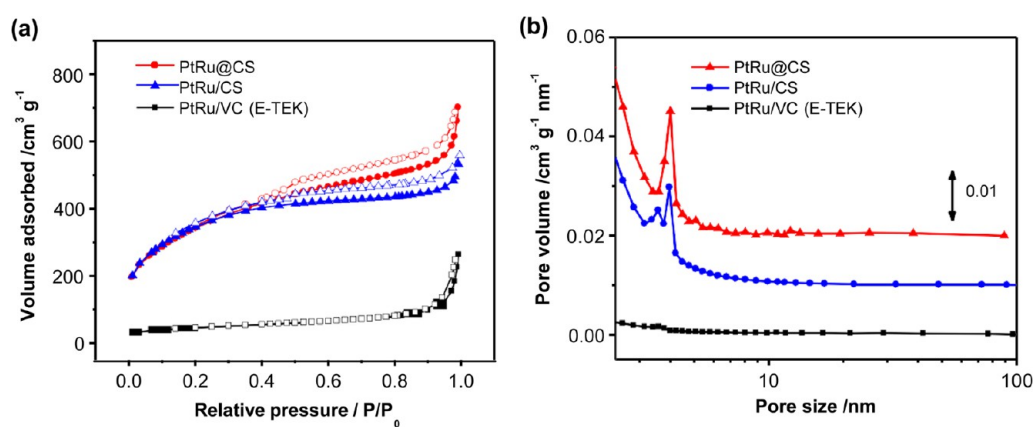 (a)
Volume adsorbed /cm³ g⁻¹
800
600
400
200
0
PtRu@CS
PtRu/CS
PtRu/VC (E-TEK)
0.0 0.2 0.4 0.6 0.8 1.0
Relative pressure / P/P₀
(b)
Pore volume /cm³ g⁻¹ nm⁻¹
0.06
0.04
0.02
0.00
PtRu@CS
PtRu/CS
PtRu/VC (E-TEK)
0.01
10 100
Pore size /nm